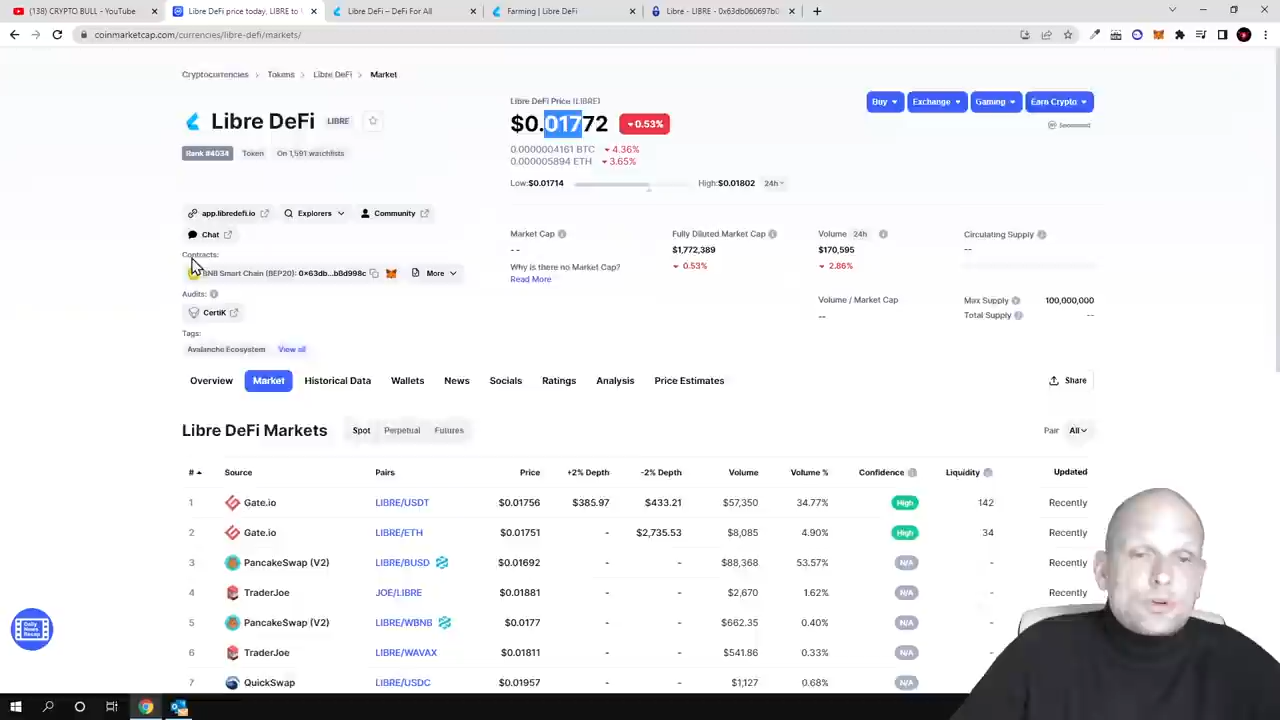 (138) CRYPTO BULL - YouTube
Libre DeFi price today, LIBRE to
Libre DeFi – DeFi For All
Farming | Libre DeFi
Libre - LIBRE - 0x63db060697b0
coinmarketcap.com/currencies/libre-defi/markets/
Cryptocurrencies > Tokens > Libre DeFi > Market
Libre DeFi LIBRE
Rank #4034 Token On 1,591 watchlists
Libre DeFi Price (LIBRE)
$0.01772 0.53%
0.0000004161 BTC 4.36%
0.000005894 ETH 3.65%
Low:$0.01714 High:$0.01802 24h
Buy Exchange Gaming Earn Crypto
Sponsored
app.libredefi.io Explorers Community
Chat
Contracts:
BNB Smart Chain (BEP20): 0x63db...b8d998c More
Audits:
CertiK
Tags:
Avalanche Ecosystem View all
Market Cap
- -
Why is there no Market Cap?
Read More
Fully Diluted Market Cap
$1,772,389
0.53%
Volume 24h
$170,595
2.86%
Volume / Market Cap
--
Circulating Supply
--
Max Supply 100,000,000
Total Supply --
Overview Market Historical Data Wallets News Socials Ratings Analysis Price Estimates Share
Libre DeFi Markets Spot Perpetual Futures Pair All
# Source Pairs Price +2% Depth -2% Depth Volume Volume % Confidence Liquidity Updated
1 Gate.io LIBRE/USDT $0.01756 $385.97 $433.21 $57,350 34.77% High 142 Recently
2 Gate.io LIBRE/ETH $0.01751 - $2,735.53 $8,085 4.90% High 34 Recently
3 PancakeSwap (V2) LIBRE/BUSD $0.01692 - - $88,368 53.57% N/A - Recently
4 TraderJoe JOE/LIBRE $0.01881 - - $2,670 1.62% N/A - Recently
5 PancakeSwap (V2) LIBRE/WBNB $0.0177 - - $662.35 0.40% N/A - Recently
6 TraderJoe LIBRE/WAVAX $0.01811 - - $541.86 0.33% N/A - Recently
7 QuickSwap LIBRE/USDC $0.01957 - - $1,127 0.68% N/A - Recently
Daily
News
Recap